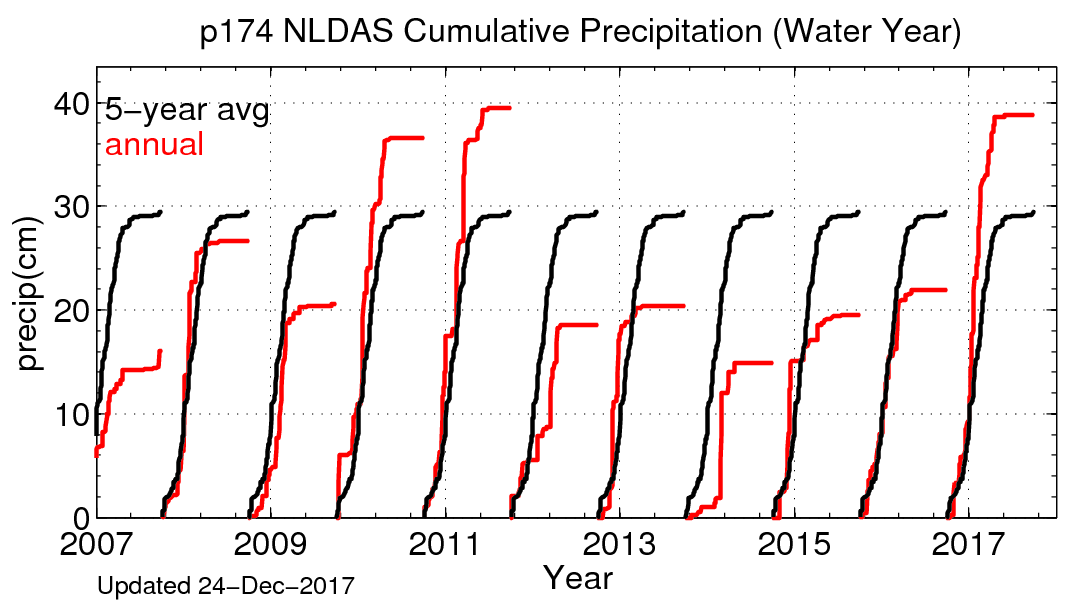 p174 NLDAS Cumulative Precipitation (Water Year)
5−year avg
annual
40
30
20
10
0
precip(cm)
2007 2009 2011 2013 2015 2017
Year
Updated 24−Dec−2017